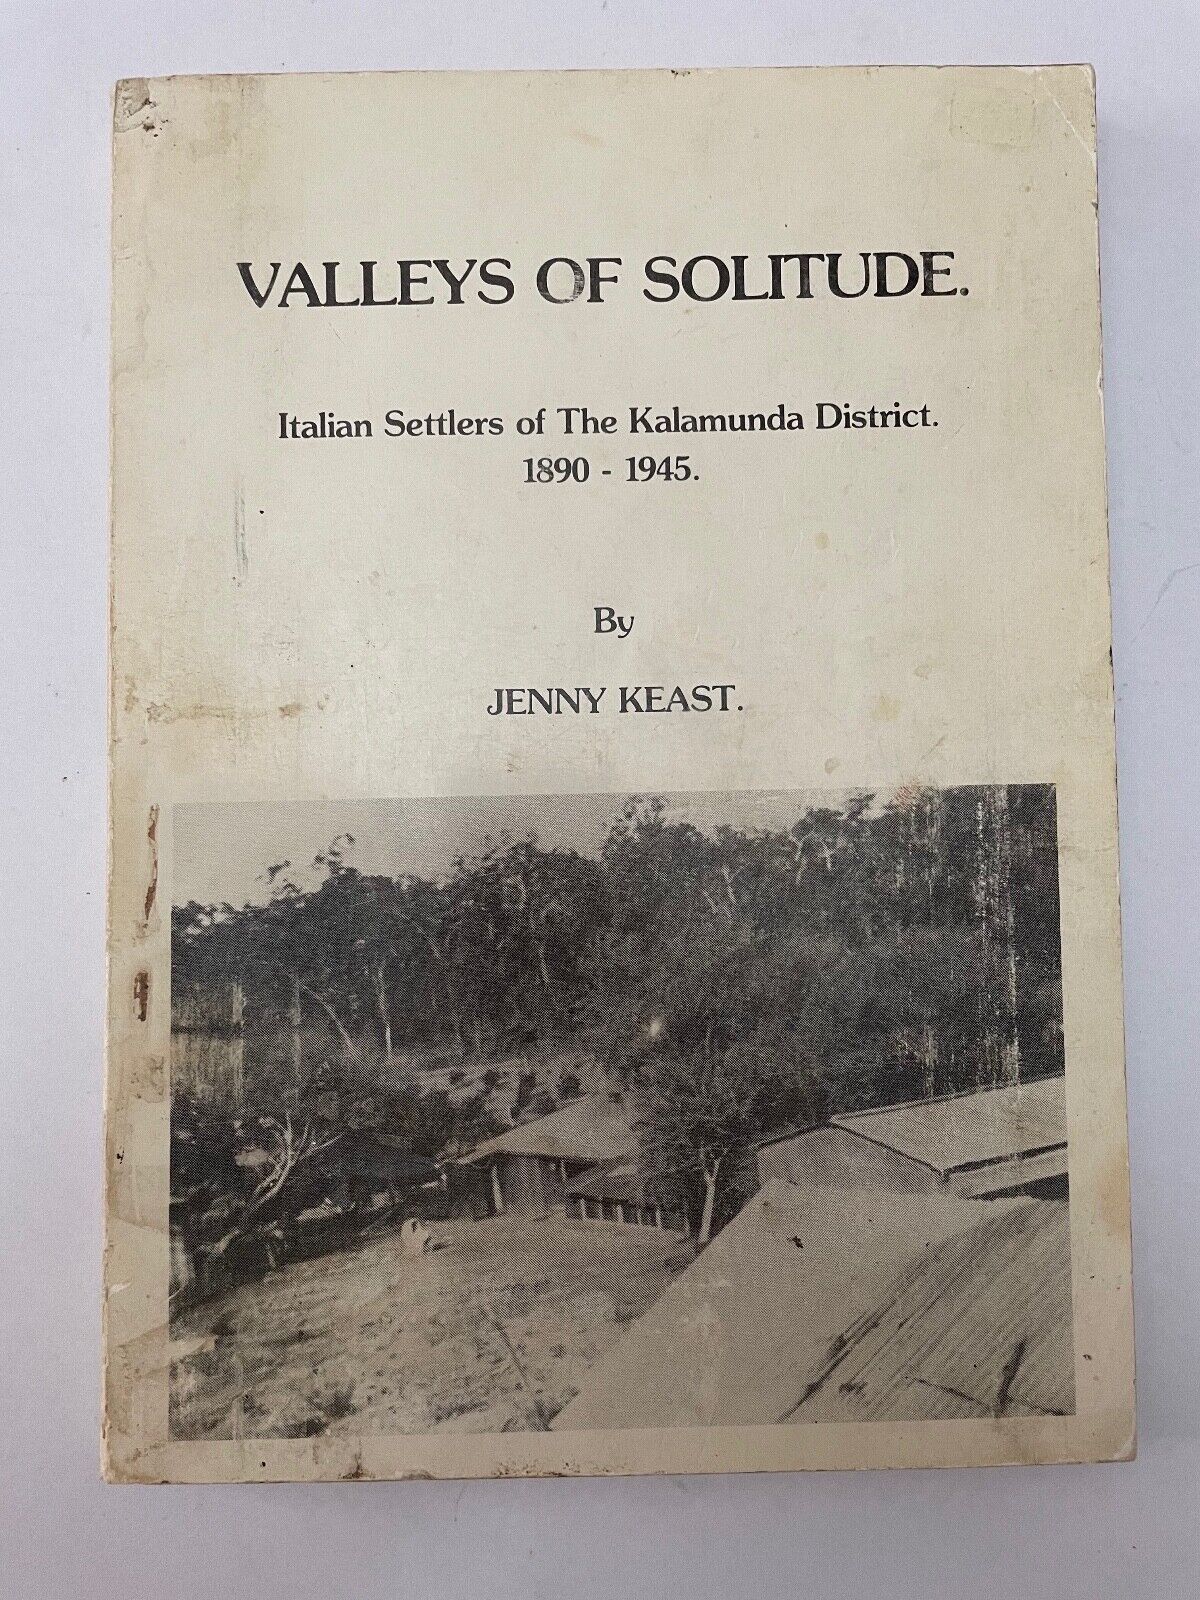 VALLEYS OF SOLITUDE.
Italian Settlers of The Kalamunda District.
1890 - 1945.
By
JENNY KEAST.